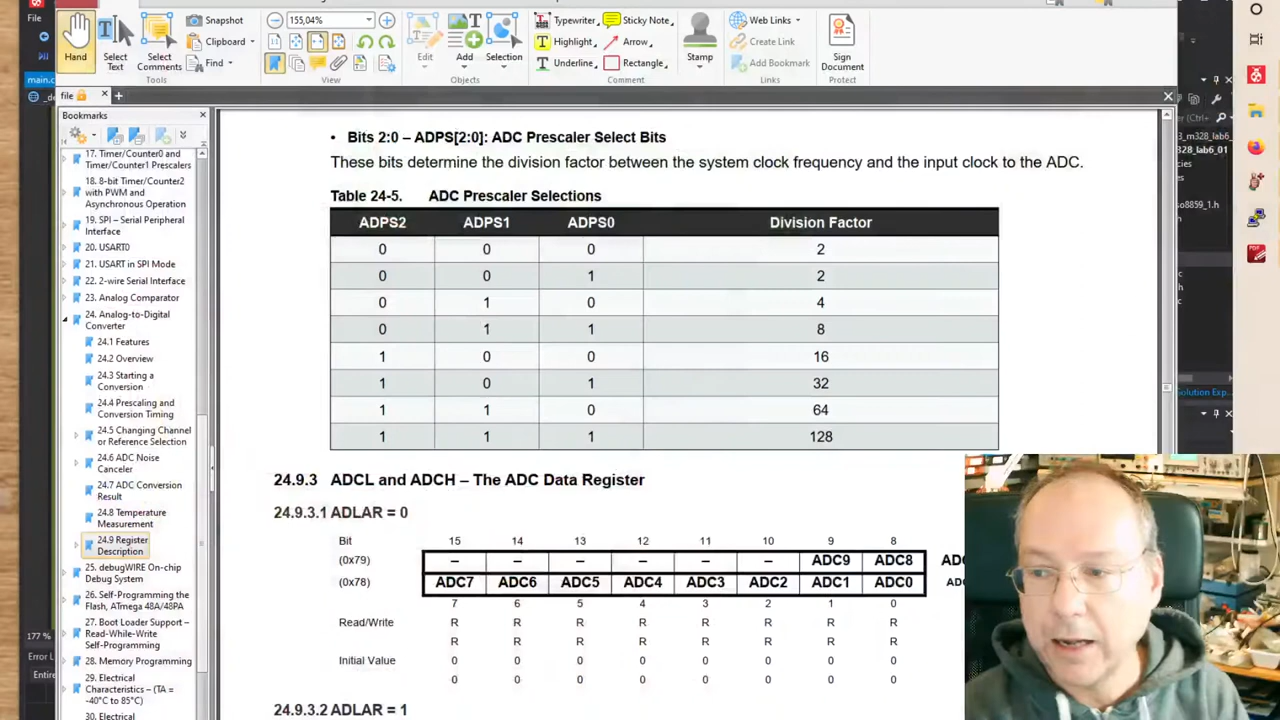 File
Hand
Select
Text
Select
Comments
Snapshot
Clipboard
Find
Tools
155,04%
View
Edit
Add
Selection
Objects
Typewriter
Sticky Note
Highlight
Arrow
Underline
Rectangle
Comment
Stamp
Web Links
Create Link
Add Bookmark
Links
Sign
Document
Protect
main.c
file
Bookmarks
17. Timer/Counter0 and
Timer/Counter1 Prescalers
18. 8-bit Timer/Counter2
with PWM and
Asynchronous Operation
19. SPI – Serial Peripheral
Interface
20. USART0
21. USART in SPI Mode
22. 2-wire Serial Interface
23. Analog Comparator
24. Analog-to-Digital
Converter
24.1 Features
24.2 Overview
24.3 Starting a
Conversion
24.4 Prescaling and
Conversion Timing
24.5 Changing Channel
or Reference Selection
24.6 ADC Noise
Canceler
24.7 ADC Conversion
Result
24.8 Temperature
Measurement
24.9 Register
Description
25. debugWIRE On-chip
Debug System
26. Self-Programming the
Flash, ATmega 48A/48PA
27. Boot Loader Support –
Read-While-Write
Self-Programming
28. Memory Programming
29. Electrical
Characteristics – (TA =
-40°C to 85°C)
30. Electrical
177 %
Error L
Entire
• Bits 2:0 – ADPS[2:0]: ADC Prescaler Select Bits
These bits determine the division factor between the system clock frequency and the input clock to the ADC.
Table 24-5. ADC Prescaler Selections
ADPS2 ADPS1 ADPS0 Division Factor
0 0 0 2
0 0 1 2
0 1 0 4
0 1 1 8
1 0 0 16
1 0 1 32
1 1 0 64
1 1 1 128
24.9.3 ADCL and ADCH – The ADC Data Register
24.9.3.1 ADLAR = 0
Bit 15 14 13 12 11 10 9 8
(0x79) – – – – – – ADC9 ADC8 AD
(0x78) ADC7 ADC6 ADC5 ADC4 ADC3 ADC2 ADC1 ADC0 AD
7 6 5 4 3 2 1 0
Read/Write R R R R R R R R
R R R R R R R R
Initial Value 0 0 0 0 0 0 0 0
0 0 0 0 0 0 0 0
24.9.3.2 ADLAR = 1
(Ctrl+)
m328_lab6_01
so8859_1.h
Solution Expl